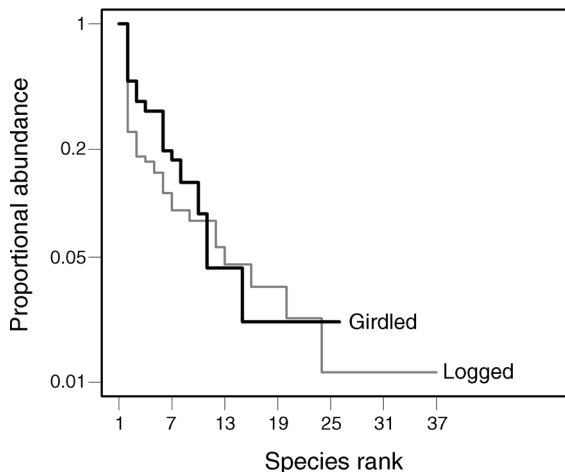 Proportional abundance
1
0.2
0.05
0.01
Girdled
Logged
1 7 13 19 25 31 37
Species rank